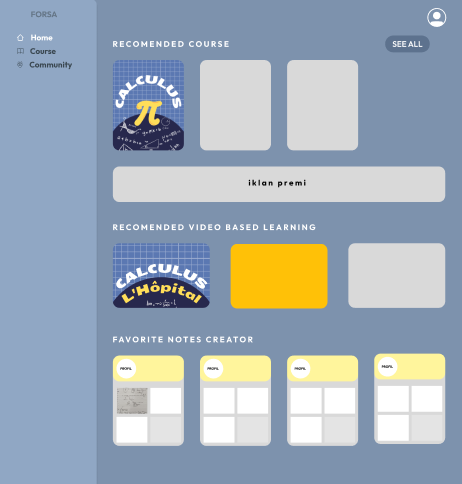 FORSA
Home
Course
Community
RECOMENDED COURSE
SEE ALL
CALCULUS
π
iklan premi
RECOMENDED VIDEO BASED LEARNING
CALCULUS
L'Hôpital
FAVORITE NOTES CREATOR
PROFIL
PROFIL
PROFIL
PROFIL